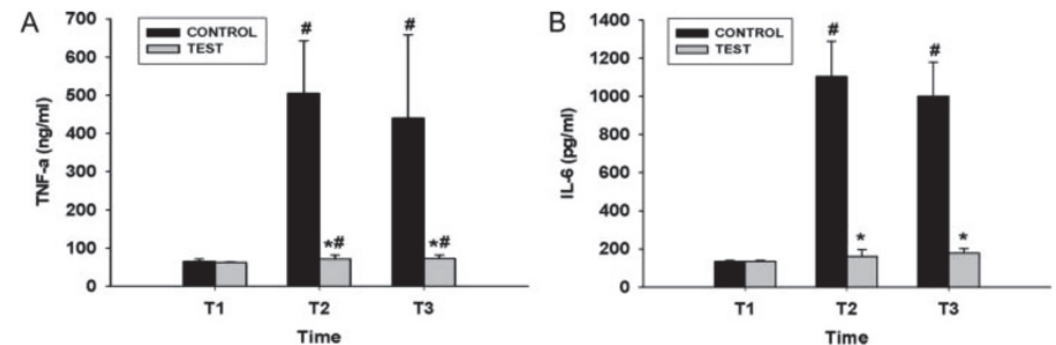 A
TNF-a (ng/ml)
700
600
500
400
300
200
100
0
CONTROL
TEST
#
#
*#
*#
T1 T2 T3
Time
B
IL-6 (pg/ml)
1400
1200
1000
800
600
400
200
0
CONTROL
TEST
#
#
*
*
T1 T2 T3
Time